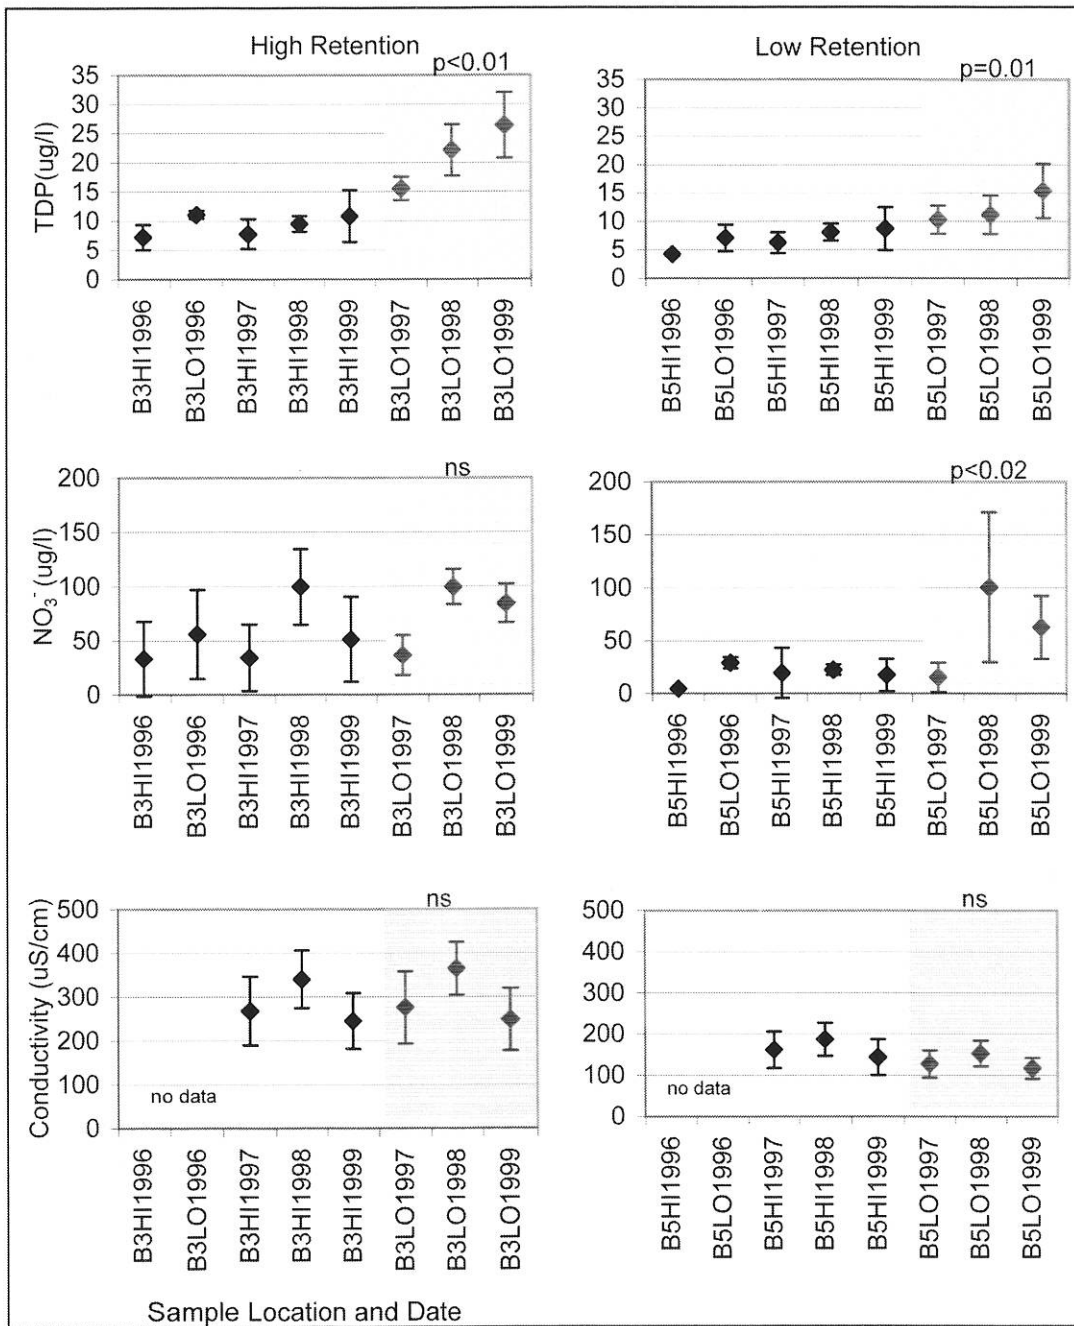 High Retention
Low Retention
p<0.01
p=0.01
TDP(ug/l)
35
30
25
20
15
10
5
0
35
30
25
20
15
10
5
0
B3HI1996
B3LO1996
B3HI1997
B3HI1998
B3HI1999
B3LO1997
B3LO1998
B3LO1999
B5HI1996
B5LO1996
B5HI1997
B5HI1998
B5HI1999
B5LO1997
B5LO1998
B5LO1999
ns
p<0.02
NO₃⁻ (ug/l)
200
150
100
50
0
200
150
100
50
0
B3HI1996
B3LO1996
B3HI1997
B3HI1998
B3HI1999
B3LO1997
B3LO1998
B3LO1999
B5HI1996
B5LO1996
B5HI1997
B5HI1998
B5HI1999
B5LO1997
B5LO1998
B5LO1999
ns
ns
Conductivity (uS/cm)
500
400
300
200
100
0
no data
500
400
300
200
100
0
no data
B3HI1996
B3LO1996
B3HI1997
B3HI1998
B3HI1999
B3LO1997
B3LO1998
B3LO1999
B5HI1996
B5LO1996
B5HI1997
B5HI1998
B5HI1999
B5LO1997
B5LO1998
B5LO1999
Sample Location and Date